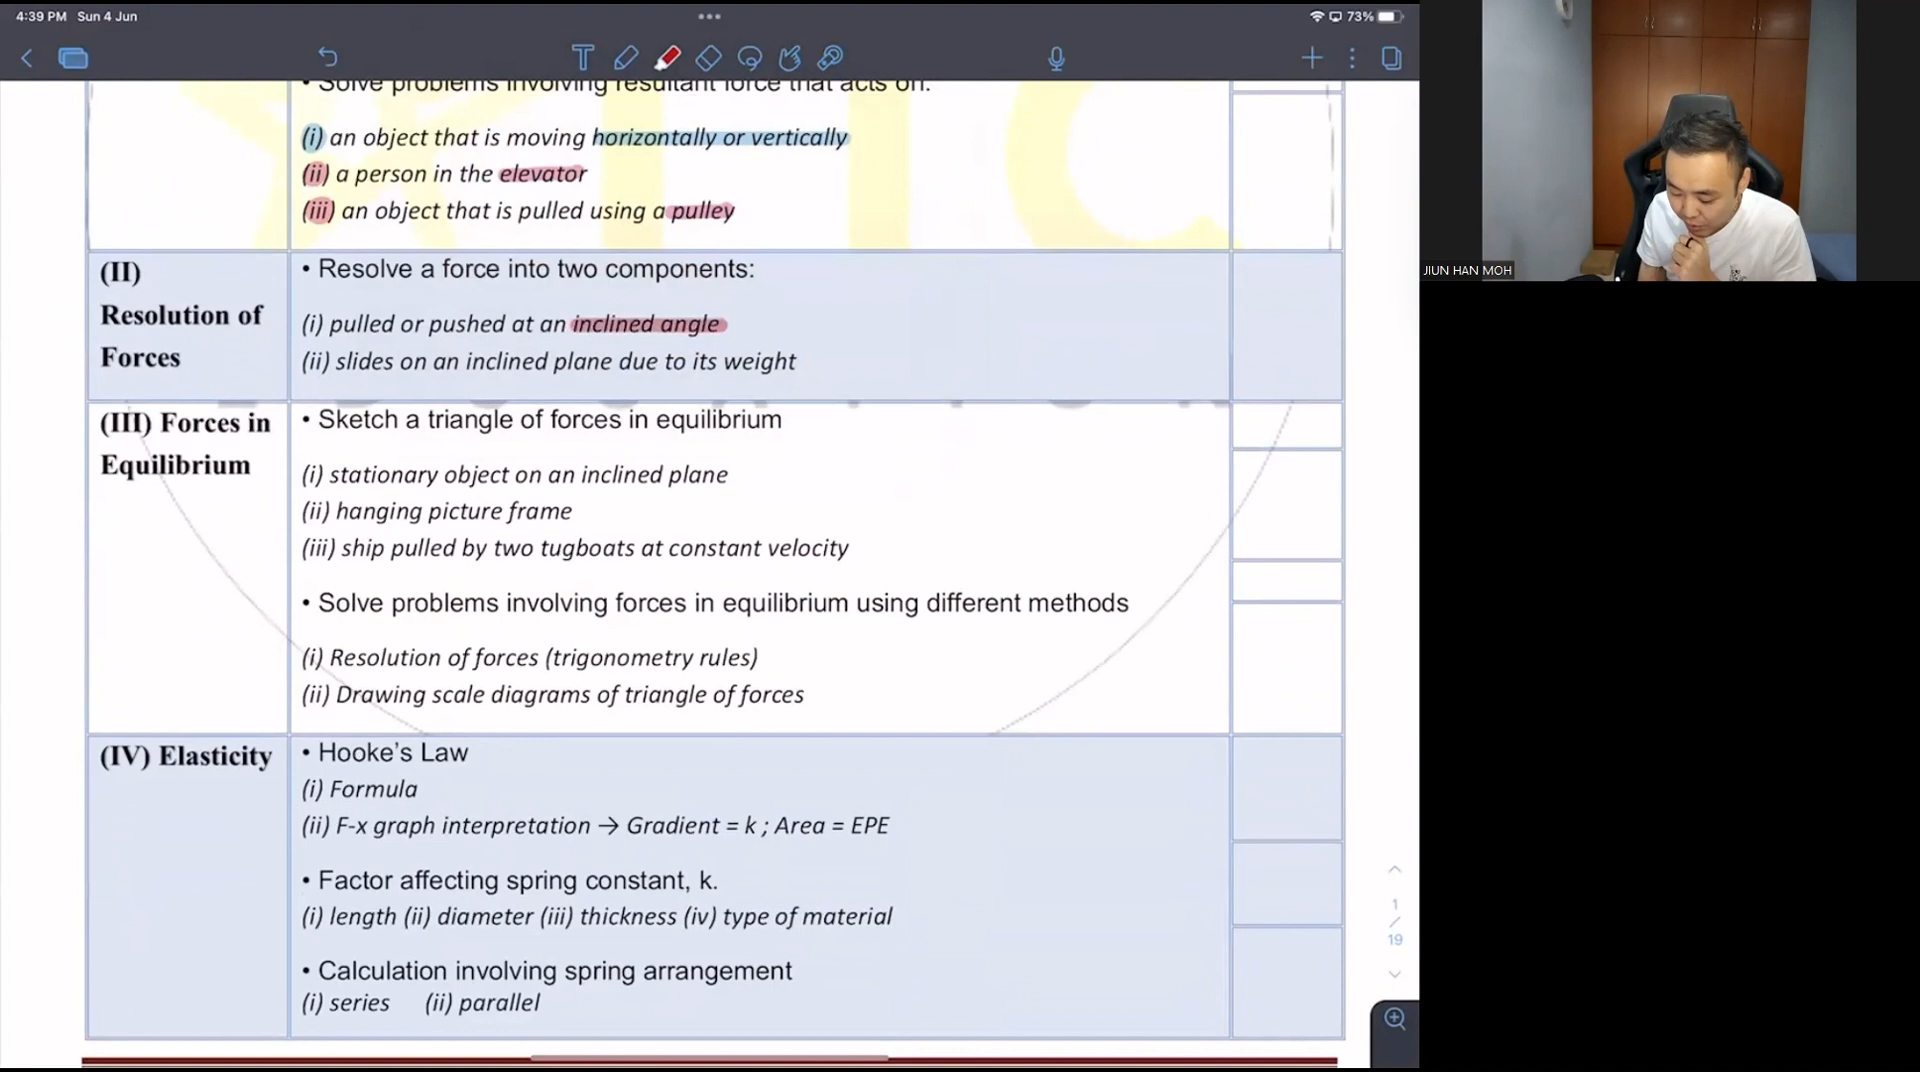 4:39 PM Sun 4 Jun
73%
• Solve problems involving resultant force that acts on:
(i) an object that is moving horizontally or vertically
(ii) a person in the elevator
(iii) an object that is pulled using a pulley
(II)
Resolution of
Forces
• Resolve a force into two components:
(i) pulled or pushed at an inclined angle
(ii) slides on an inclined plane due to its weight
(III) Forces in
Equilibrium
• Sketch a triangle of forces in equilibrium
(i) stationary object on an inclined plane
(ii) hanging picture frame
(iii) ship pulled by two tugboats at constant velocity
• Solve problems involving forces in equilibrium using different methods
(i) Resolution of forces (trigonometry rules)
(ii) Drawing scale diagrams of triangle of forces
(IV) Elasticity
• Hooke’s Law
(i) Formula
(ii) F-x graph interpretation → Gradient = k ; Area = EPE
• Factor affecting spring constant, k.
(i) length (ii) diameter (iii) thickness (iv) type of material
• Calculation involving spring arrangement
(i) series (ii) parallel
1
/
19
JIUN HAN MOH